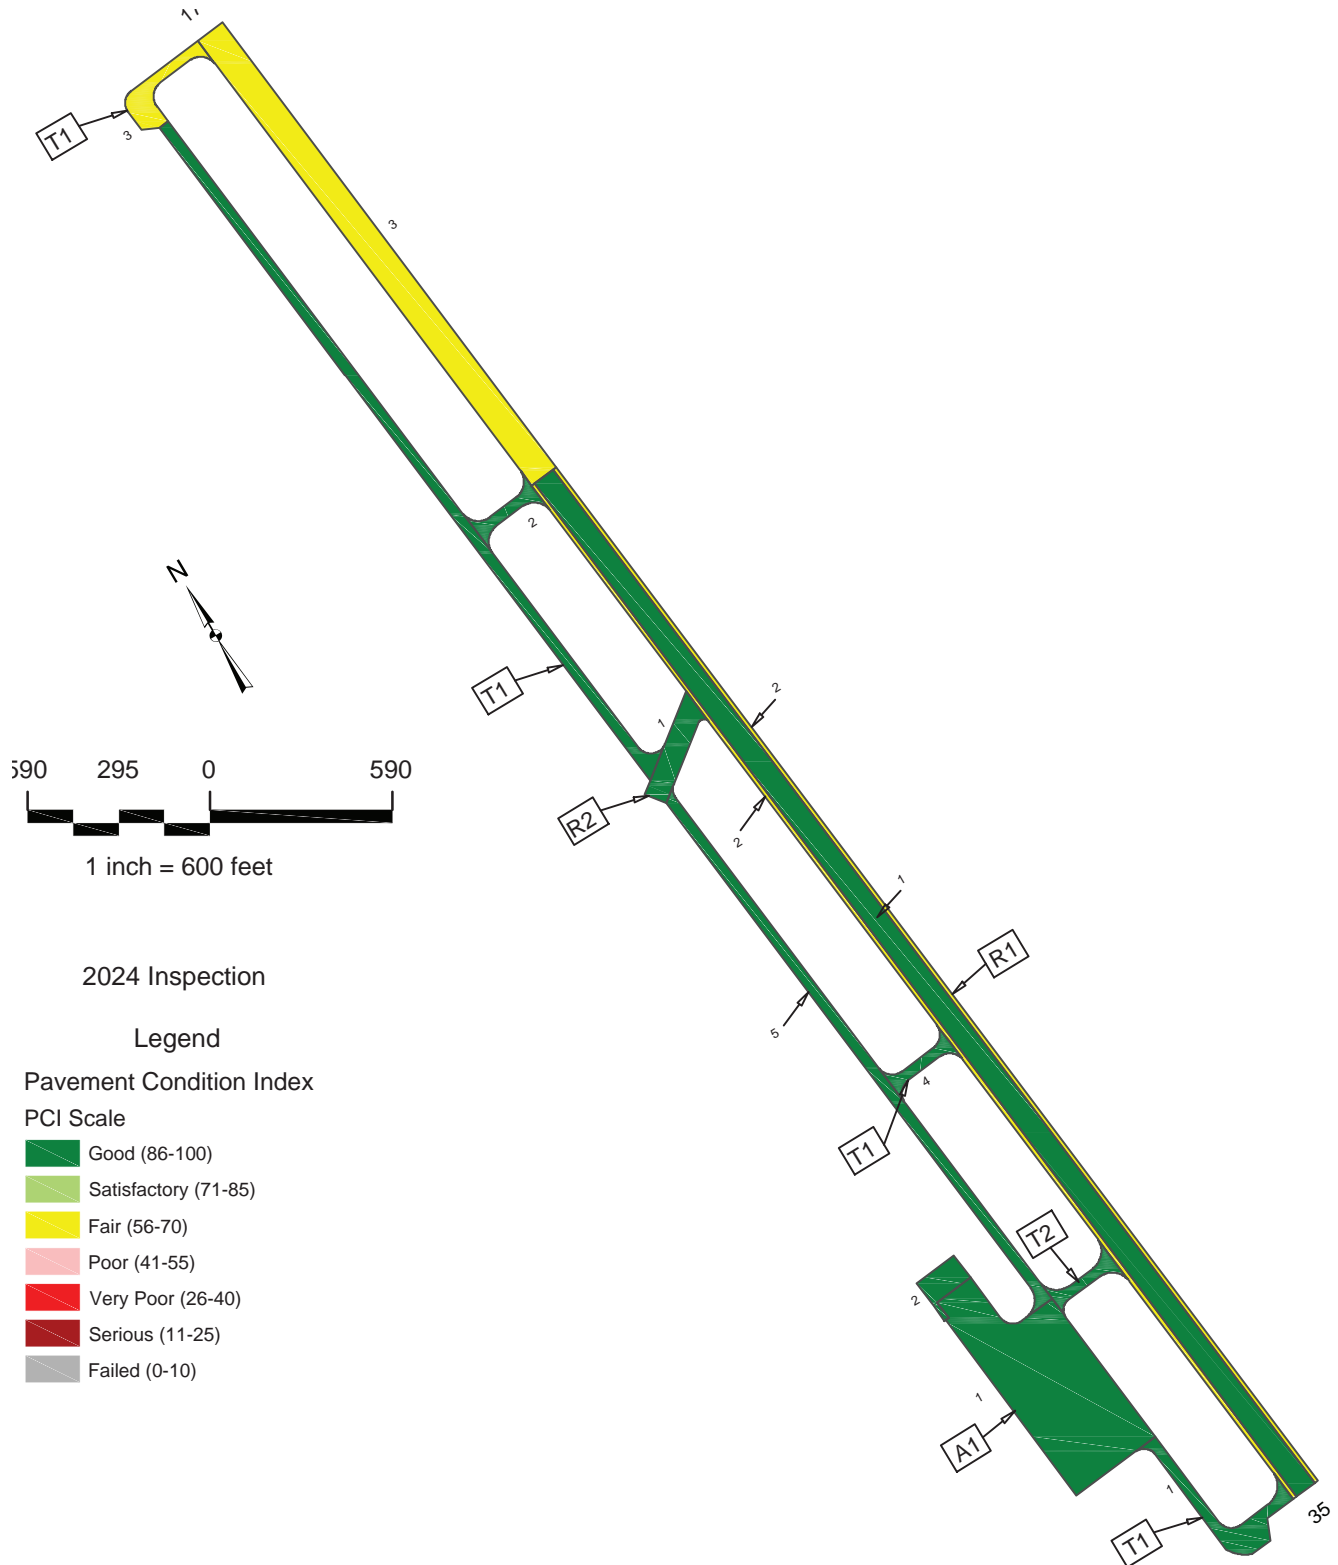 T1
3
3
2
N
T1
1
2
2
R2
1
R1
5
4
T1
T2
2
1
A1
1
T1
35
295
0
590
1 inch = 600 feet
2024 Inspection
Legend
Pavement Condition Index
PCI Scale
Good (86-100)
Satisfactory (71-85)
Fair (56-70)
Poor (41-55)
Very Poor (26-40)
Serious (11-25)
Failed (0-10)